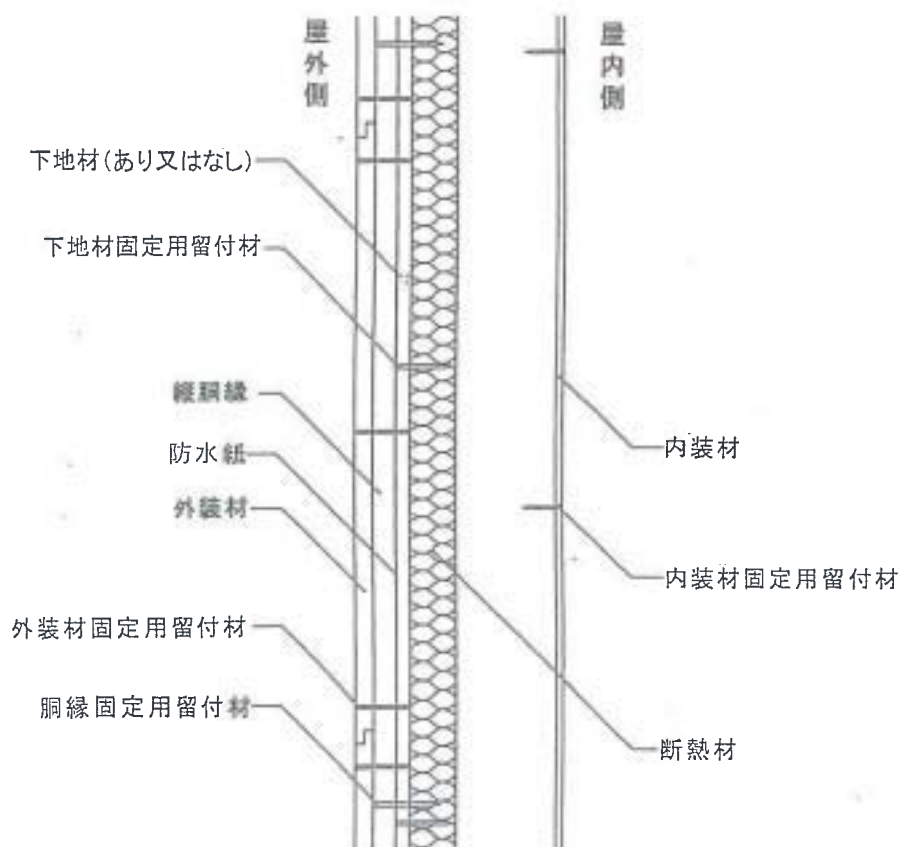 屋外側
屋内側
下地材(あり又はなし)
下地材固定用留付材
縦胴縁
防水紙
外装材
外装材固定用留付材
胴縁固定用留付材
内装材
内装材固定用留付材
断熱材